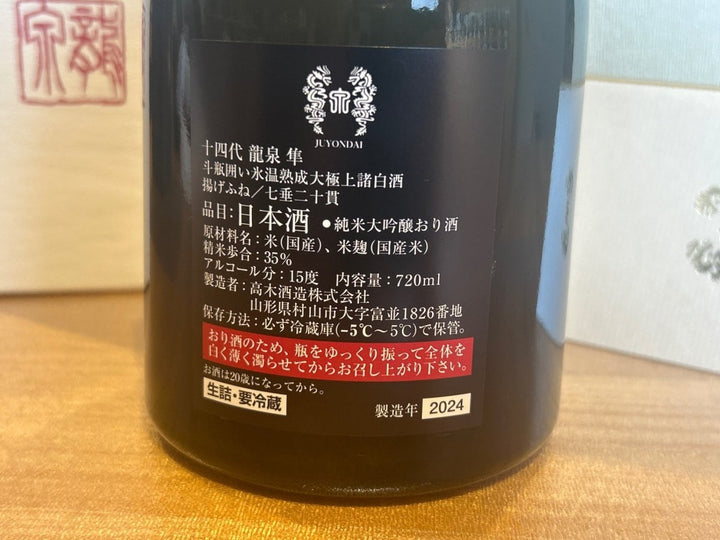 龍
泉
JUYONDAI
十四代 龍泉 隼
斗瓶囲い氷温熟成大極上諸白酒
揚げふね/七垂二十貫
品目:日本酒 ●純米大吟醸おり酒
原材料名:米(国産)、米麹(国産米)
精米歩合:35%
アルコール分:15度 内容量:720ml
製造者:高木酒造株式会社
山形県村山市大字富並1826番地
保存方法:必ず冷蔵庫(-5℃〜5℃)で保管。
おり酒のため、瓶をゆっくり振って全体を
白く薄く濁らせてからお召し上がり下さい。
お酒は20歳になってから。
生詰・要冷蔵
製造年 2024